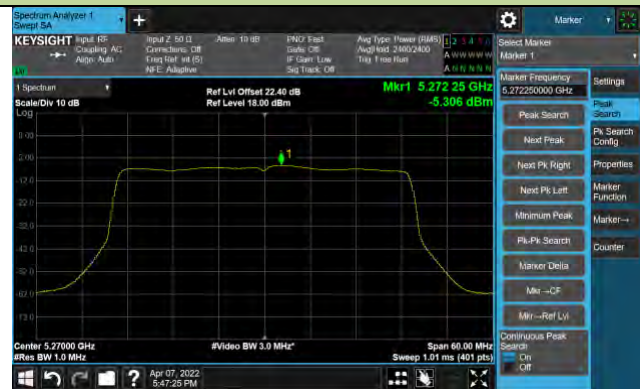 Spectrum Analyzer 1
Swept SA
+
Marker
KEYSIGHT
Input: RF
Coupling: AC
Align: Auto
Input Z: 50 Ω
Corrections: Off
Freq Ref: Int (S)
NFE: Adaptive
Atten: 10 dB
PNO: Fast
Gate: Off
IF Gain: Low
Sig Track: Off
Avg Type: Power (RMS)
Avg|Hold: 2400/2400
Trig: Free Run
1 2 3 4 5 6
A W W W W W
A N N N N N
Select Marker
Marker 1
1 Spectrum
Scale/Div 10 dB
Log
Ref Lvl Offset 22.40 dB
Ref Level 18.00 dBm
Mkr1 5.272 25 GHz
-5.306 dBm
1
Center 5.27000 GHz
#Res BW 1.0 MHz
#Video BW 3.0 MHz*
Span 60.00 MHz
Sweep 1.01 ms (401 pts)
Marker Frequency
5.272250000 GHz
Peak Search
Next Peak
Next Pk Right
Next Pk Left
Minimum Peak
Pk-Pk Search
Marker Delta
Mkr→CF
Mkr→Ref Lvl
Continuous Peak
Search
On
Off
Settings
Peak
Search
Pk Search
Config
Properties
Marker
Function
Marker→
Counter
?
Apr 07, 2022
5:47:25 PM